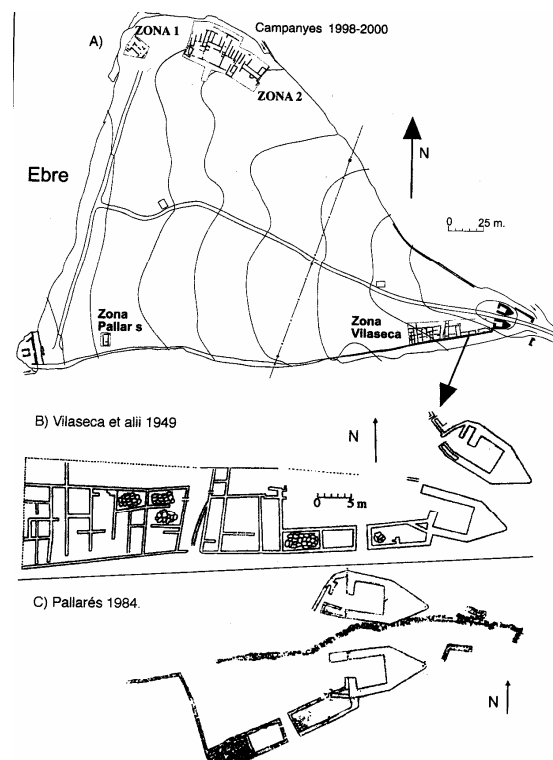 Campanyes 1998-2000
A)
ZONA 1
ZONA 2
Ebre
N
0 25 m.
Zona
Pallar s
Zona
Vilaseca
B) Vilaseca et alii 1949
N
0 5 m
C) Pallarés 1984.
N